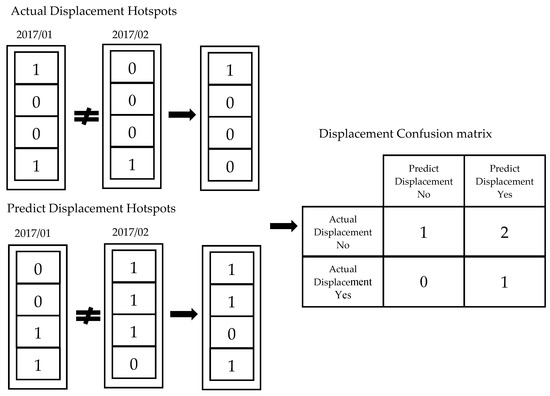 Actual Displacement Hotspots
2017/01
2017/02
1
0
1
0
0
0
0
0
0
1
1
0
≠
Predict Displacement Hotspots
2017/01
2017/02
0
1
1
0
1
1
1
1
0
1
0
1
≠
Displacement Confusion matrix
Predict
Displacement
No
Predict
Displacement
Yes
Actual
Displacement
No
1
2
Actual
Displacement
Yes
0
1